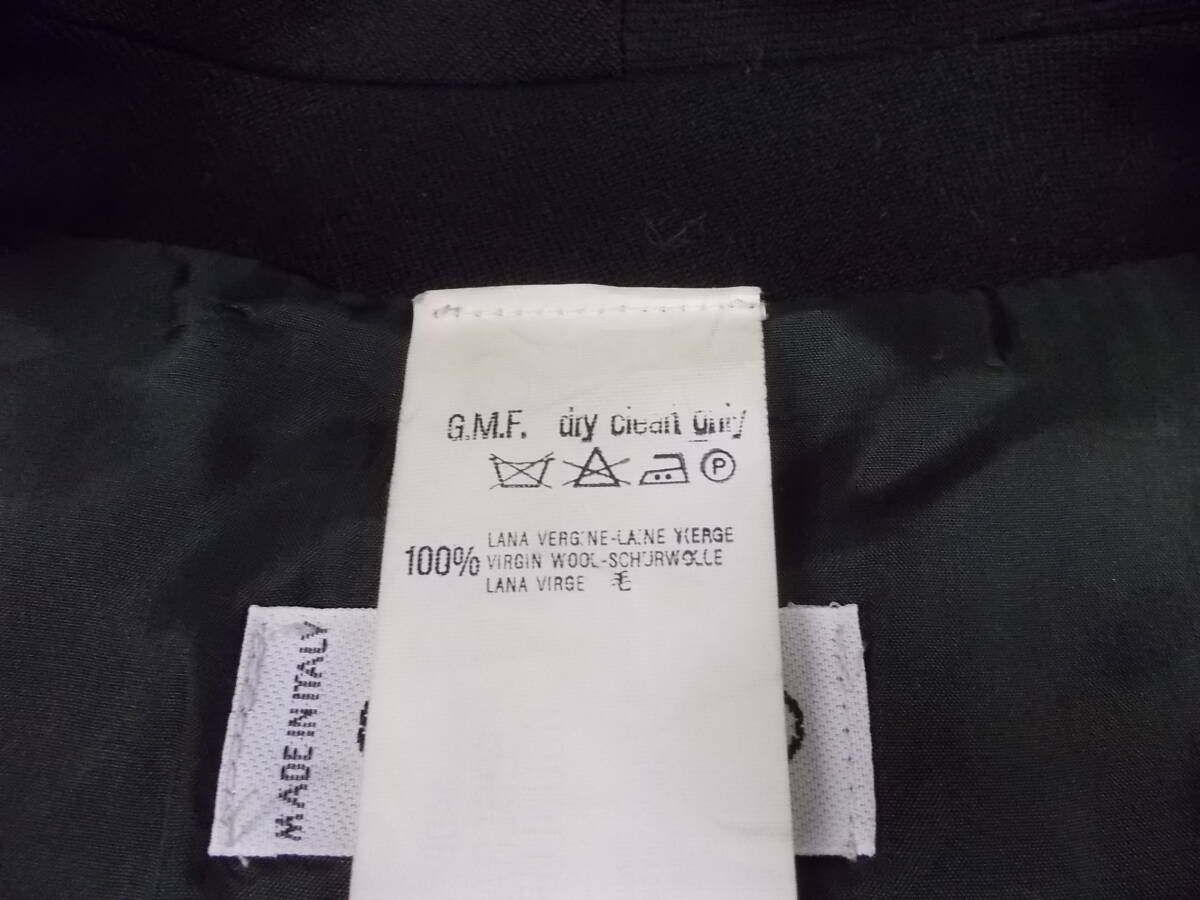 G.M.F. dry clean only
P
LANA VERGINE-LAINE VIERGE
100% VIRGIN WOOL-SCHURWOLLE
LANA VIRGE 毛
MADE IN ITALY